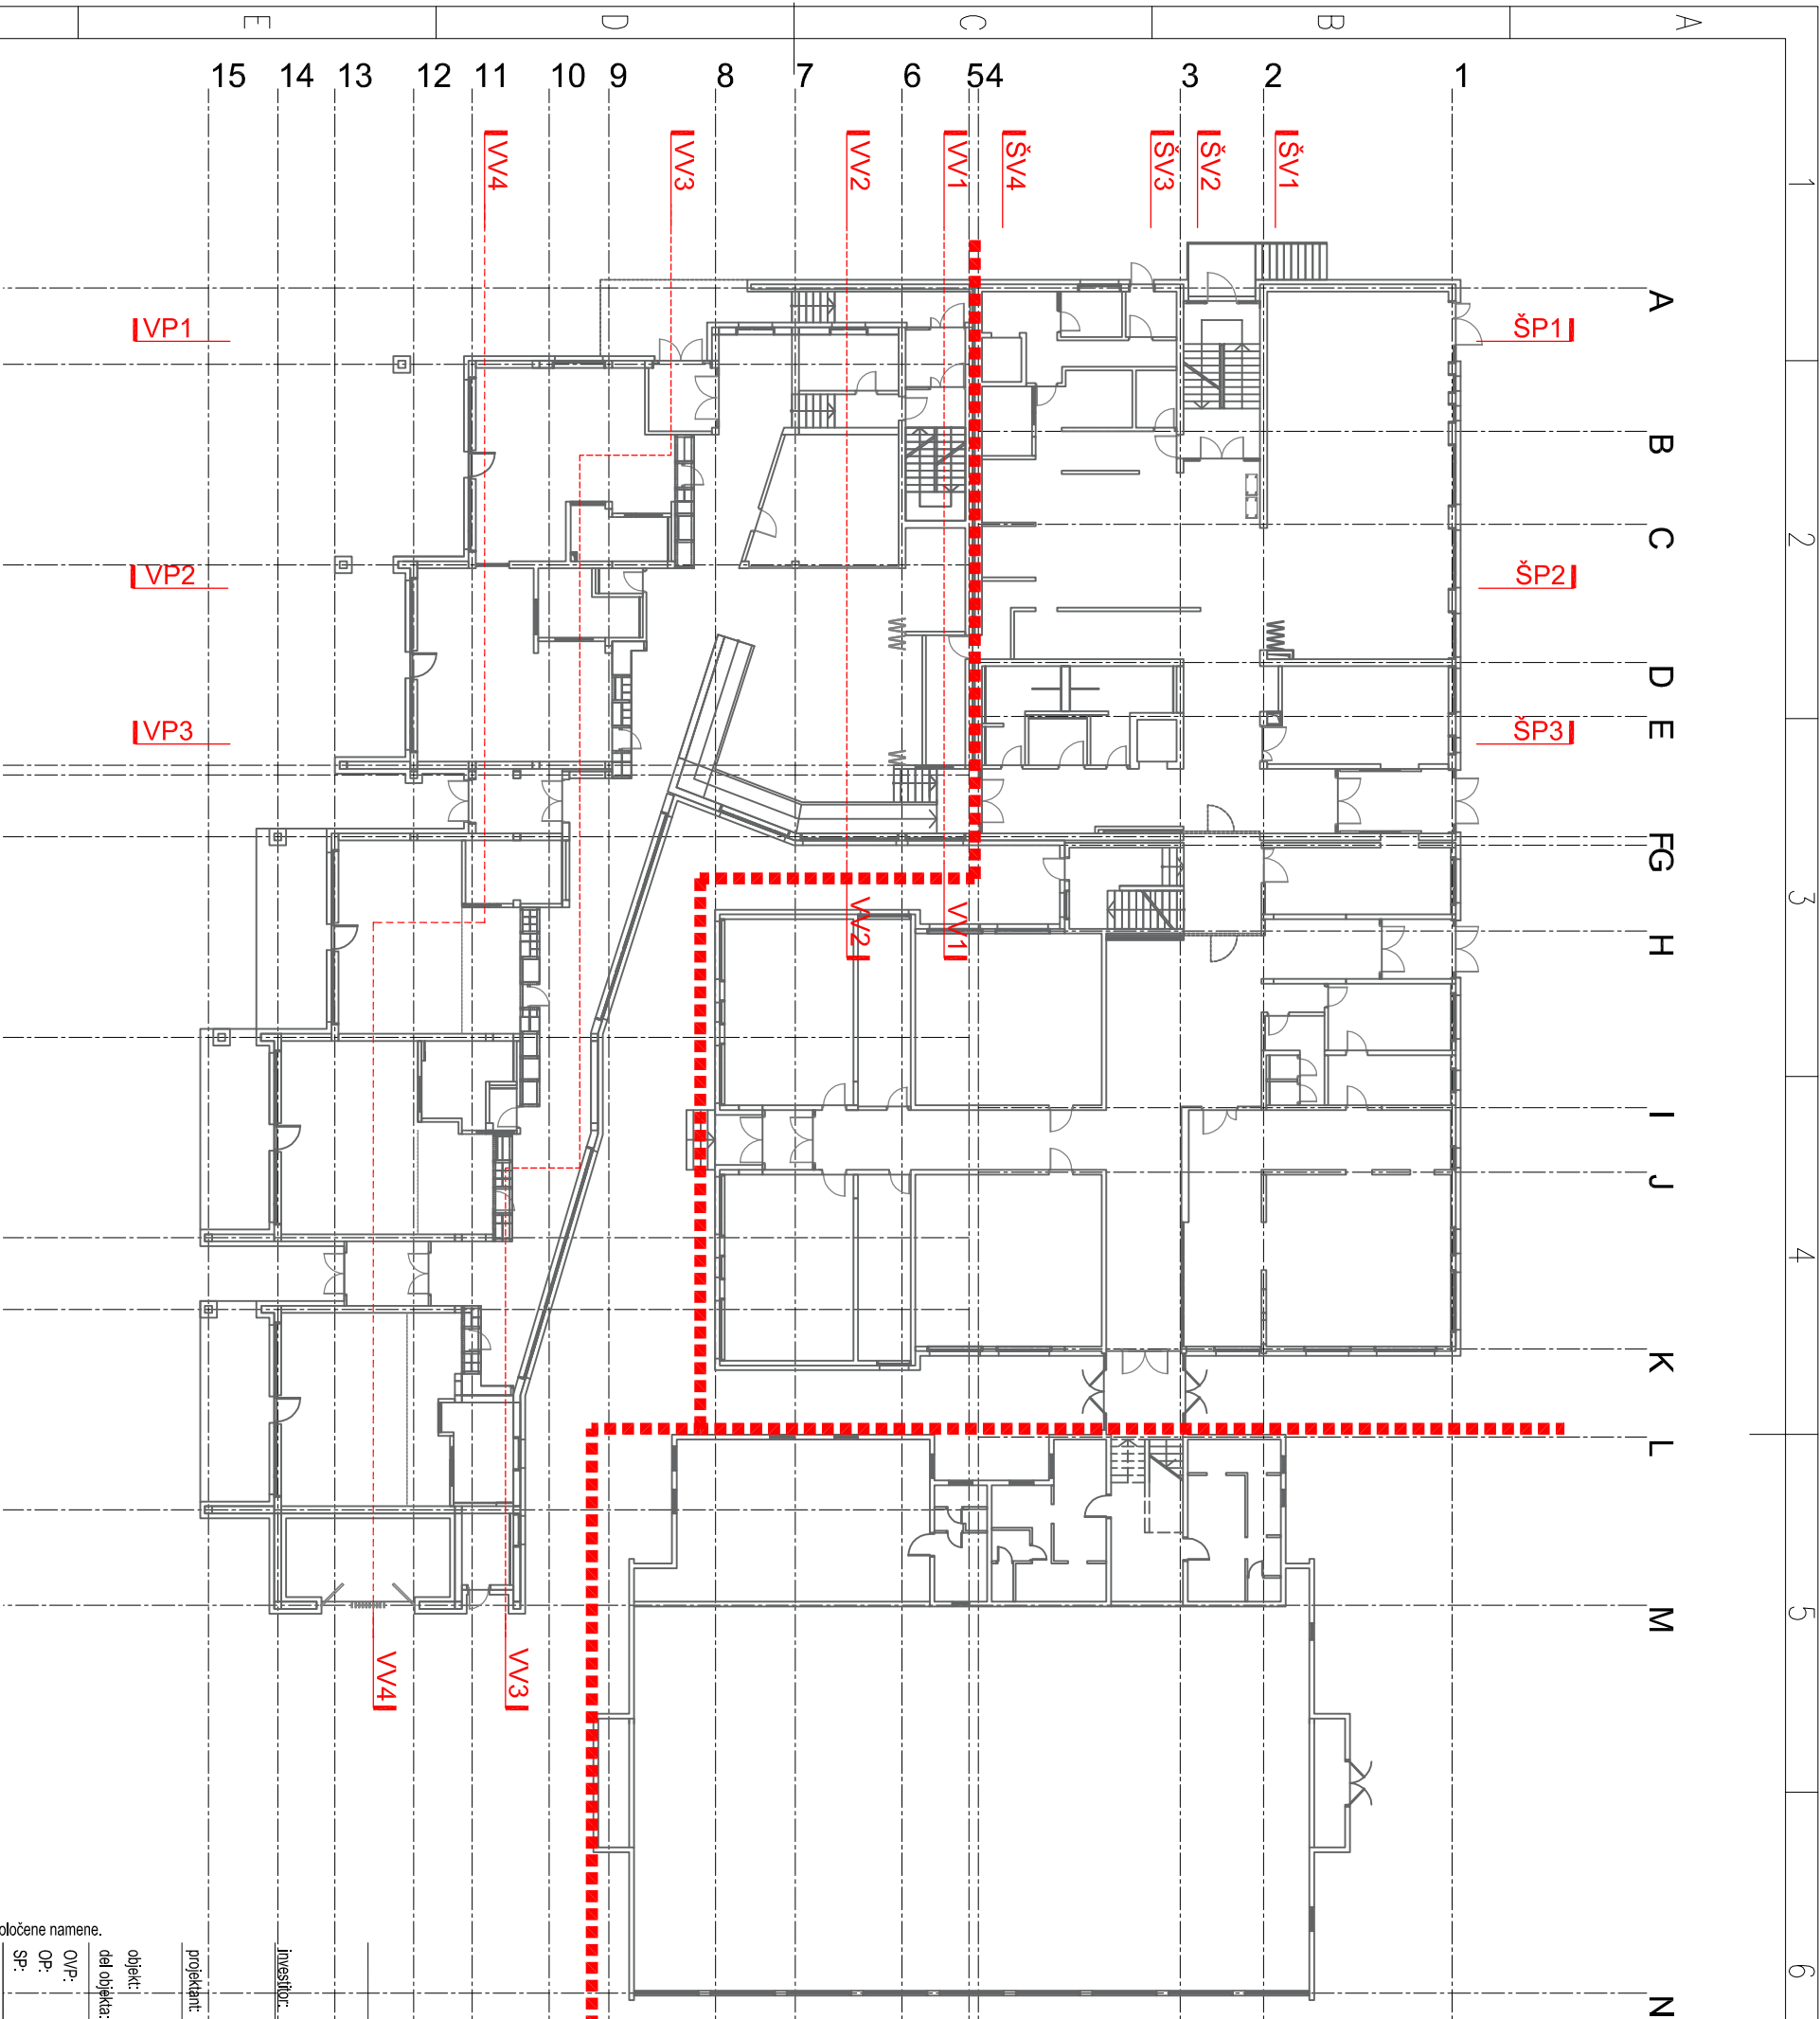 E D C B A
15 14 13 12 11 10 9 8 7 6 5 4 3 2 1
VV4 VV3 VV2 VV1 ŠV4 ŠV3 ŠV2 ŠV1
1
A
VP1 ŠP1
B
C
2
VP2 ŠP2
D
VP3 E ŠP3
F G
3
VV2 VV1 H
I
J
4
K
L
M
5
VV4 VV3
6
N
oločene namene.
investitor:
projektant:
objekt:
del objekta:
OVP:
OP:
SP: